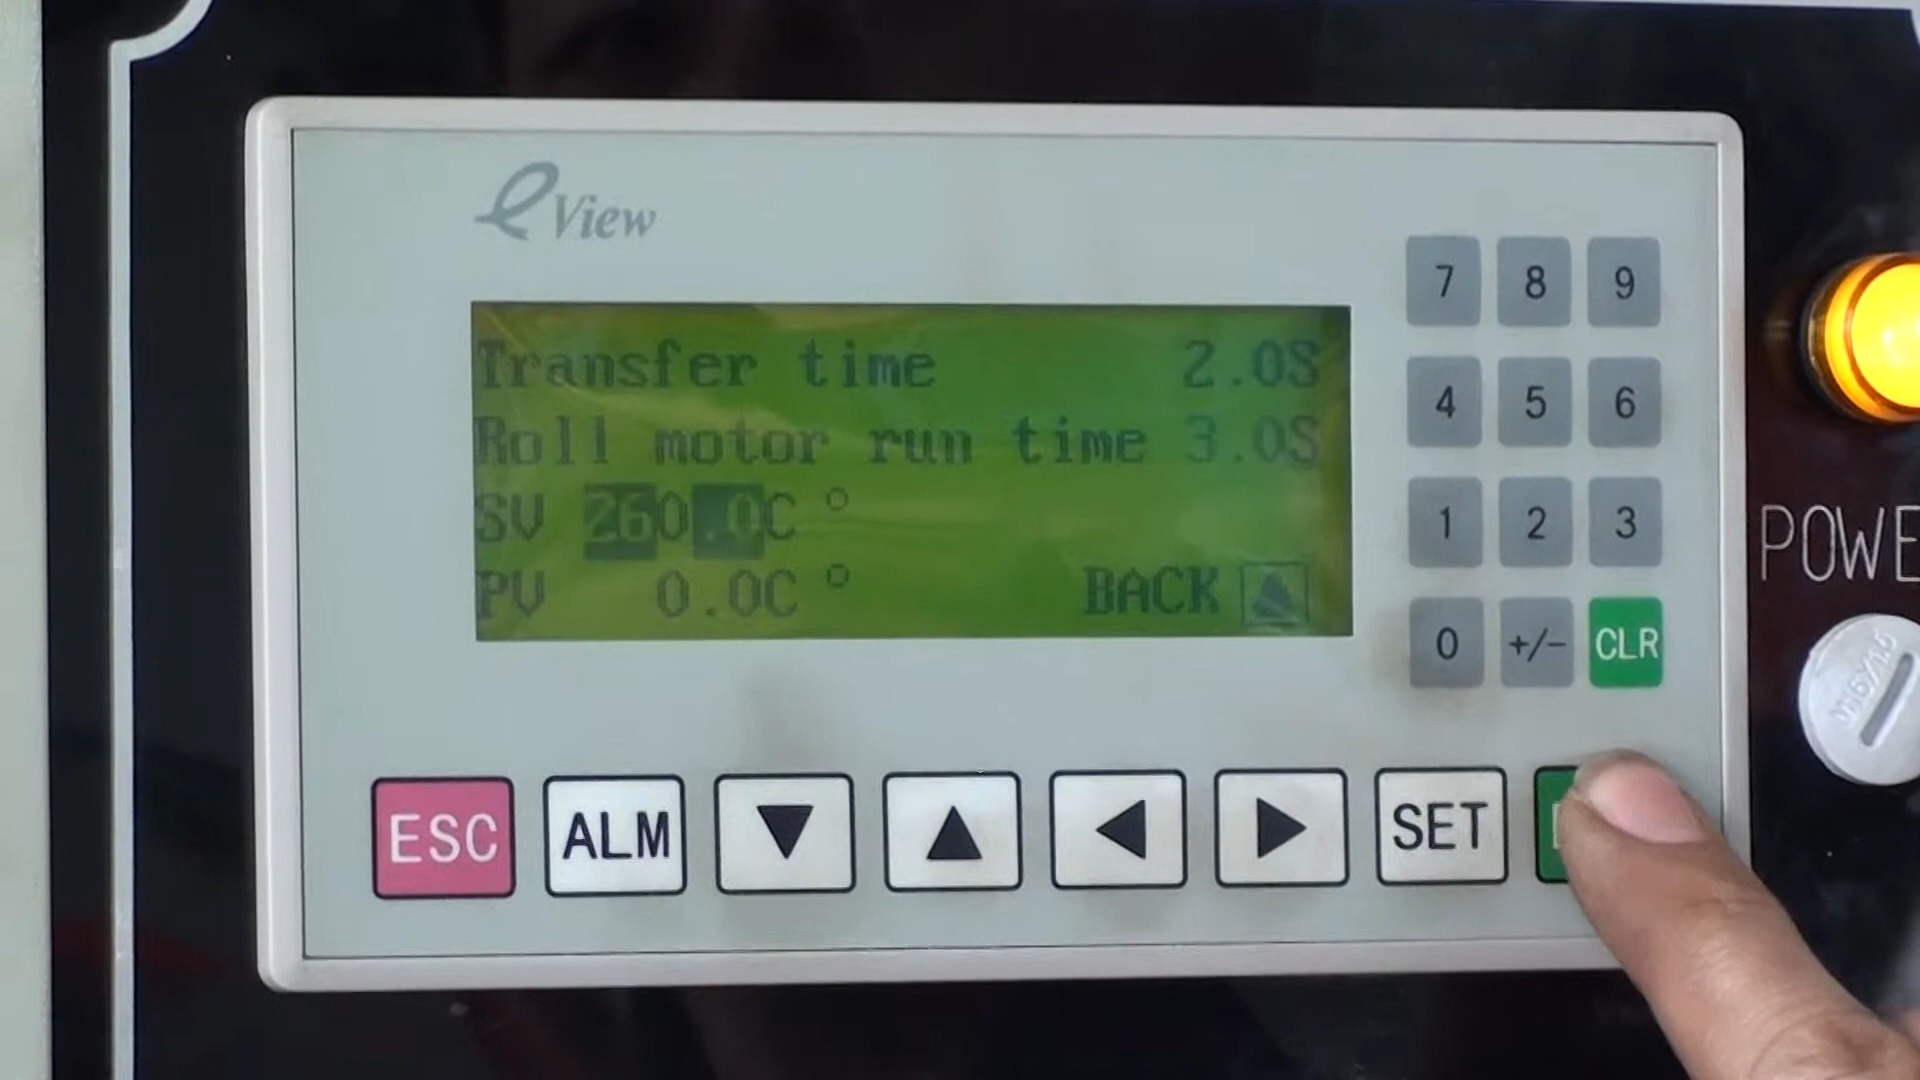 eView
Transfer time 2.0S
Roll motor run time 3.0S
SV 260.0C °
PV 0.0C ° BACK ▲
7 8 9
4 5 6
1 2 3
0 +/- CLR
ESC ALM ▼ ▲ ◀ ▶ SET
POWE